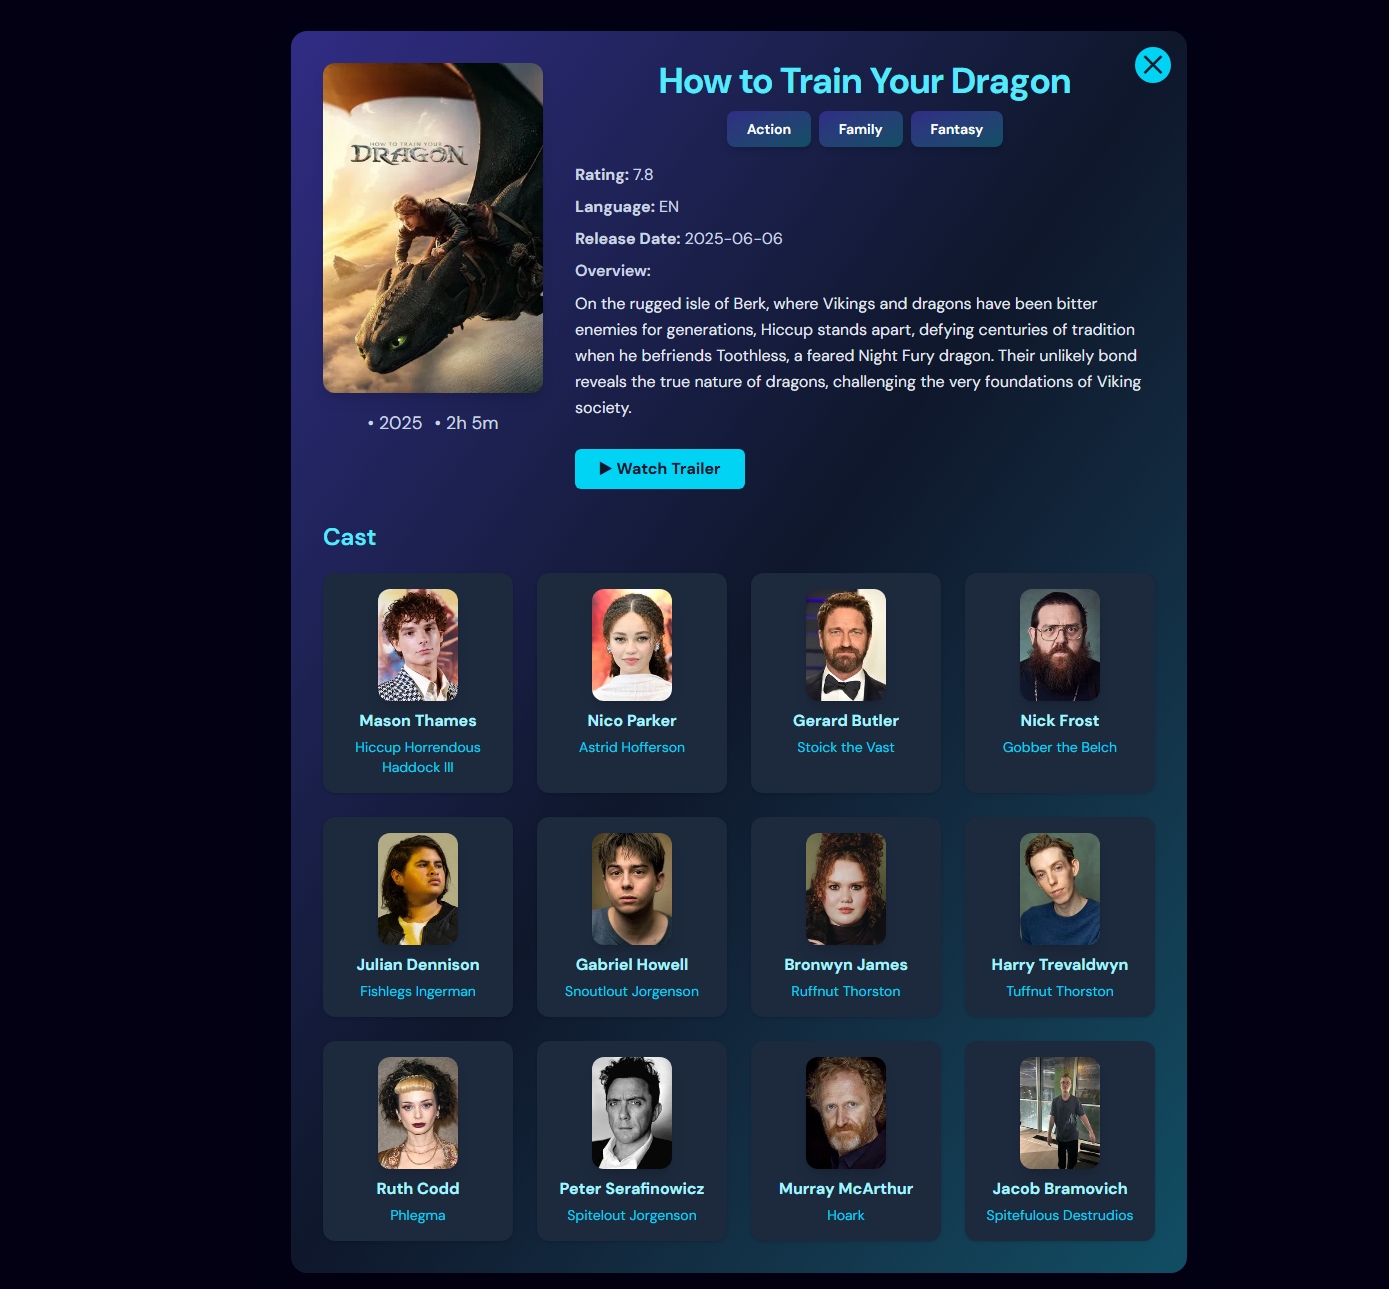 How to Train Your Dragon
HOW TO TRAIN YOUR
DRAGON
Action
Family
Fantasy
Rating: 7.8
Language: EN
Release Date: 2025-06-06
Overview:
On the rugged isle of Berk, where Vikings and dragons have been bitter
enemies for generations, Hiccup stands apart, defying centuries of tradition
when he befriends Toothless, a feared Night Fury dragon. Their unlikely bond
reveals the true nature of dragons, challenging the very foundations of Viking
society.
• 2025 • 2h 5m
▶ Watch Trailer
Cast
Mason Thames
Hiccup Horrendous
Haddock III
Nico Parker
Astrid Hofferson
Gerard Butler
Stoick the Vast
Nick Frost
Gobber the Belch
Julian Dennison
Fishlegs Ingerman
Gabriel Howell
Snoutlout Jorgenson
Bronwyn James
Ruffnut Thorston
Harry Trevaldwyn
Tuffnut Thorston
Ruth Codd
Phlegma
Peter Serafinowicz
Spitelout Jorgenson
Murray McArthur
Hoark
Jacob Bramovich
Spitefulous Destrudios